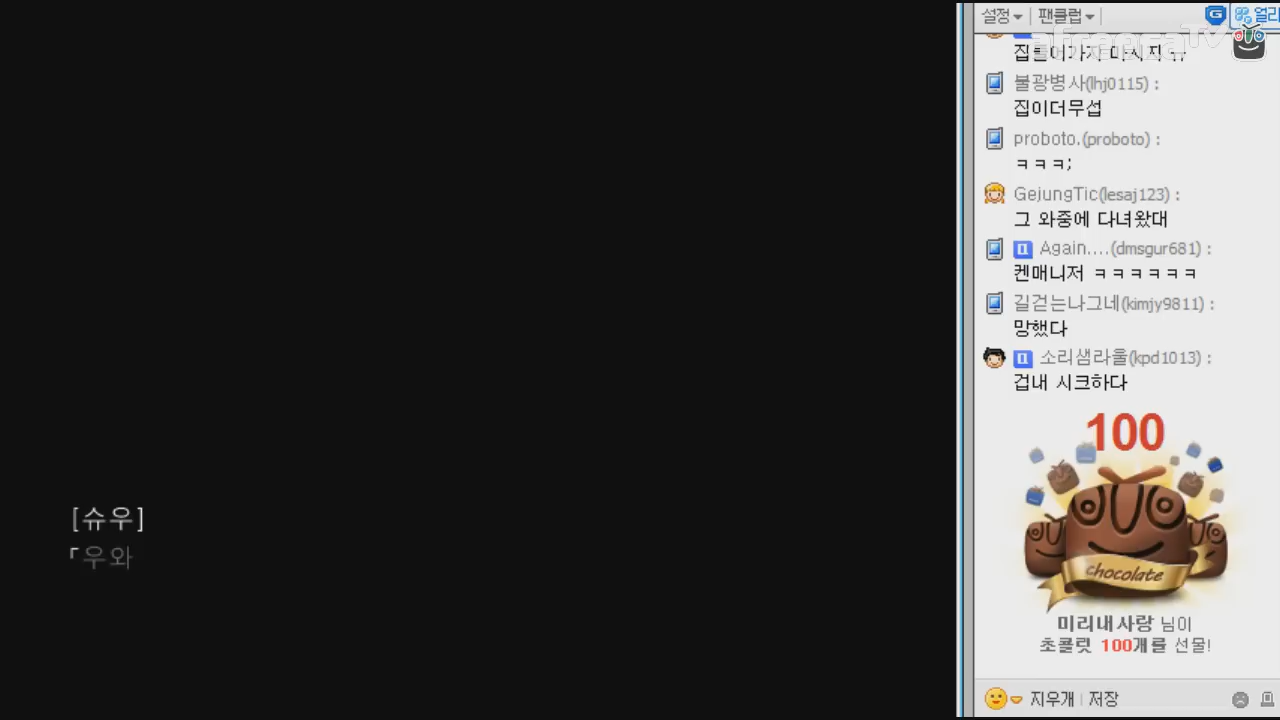 [슈우]
「우와
설정
팬클럽
얼리
afreecaTV
불광병사(lhj0115) :
집이더무섭
proboto.(proboto) :
ㅋㅋㅋ;
GejungTic(lesaj123) :
그 와중에 다녀왔대
Again....(dmsgur681) :
켄매니저 ㅋㅋㅋㅋㅋㅋ
길걷는나그네(kimjy9811) :
망했다
소리샘라울(kpd1013) :
겁내 시크하다
100
chocolate
미리내사랑 님이
초콜릿 100개를 선물!
지우개
저장